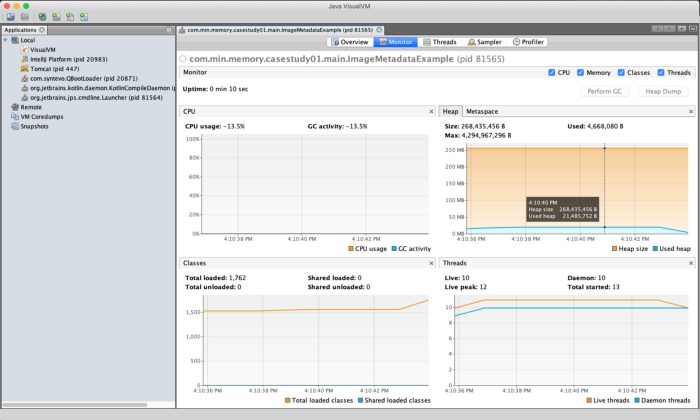 Java VisualVM
Applications
com.min.memory.casestudy01.main.ImageMetadataExample (pid 81565)
Local
VisualVM
IntelliJ Platform (pid 20983)
Tomcat (pid 447)
com.syntevo.QBootLoader (pid 20871)
org.jetbrains.kotlin.daemon.KotlinCompileDaemon (p
org.jetbrains.jps.cmdline.Launcher (pid 81564)
Remote
VM Coredumps
Snapshots
Overview Monitor Threads Sampler Profiler
com.min.memory.casestudy01.main.ImageMetadataExample (pid 81565)
Monitor
CPU Memory Classes Threads
Uptime: 0 min 10 sec
Perform GC Heap Dump
CPU
CPU usage: -13.5% GC activity: -13.5%
100%
80%
60%
40%
20%
0%
4:10:38 PM 4:10:40 PM 4:10:42 PM
CPU usage GC activity
Heap Metaspace
Size: 268,435,456 B Used: 4,668,080 B
Max: 4,294,967,296 B
250 MB
200 MB
150 MB
100 MB
50 MB
0 MB
4:10:40 PM
Heap size 268,435,456 B
Used heap 21,485,752 B
4:10:36 PM 4:10:38 PM 4:10:40 PM 4:10:42 PM
Heap size Used heap
Classes
Total loaded: 1,762 Shared loaded: 0
Total unloaded: 0 Shared unloaded: 0
1,500
1,000
500
0
4:10:36 PM 4:10:38 PM 4:10:40 PM 4:10:42 PM
Total loaded classes Shared loaded classes
Threads
Live: 10 Daemon: 10
Live peak: 12 Total started: 13
10
8
6
4
2
0
4:10:36 PM 4:10:38 PM 4:10:40 PM 4:10:42 PM
Live threads Daemon threads